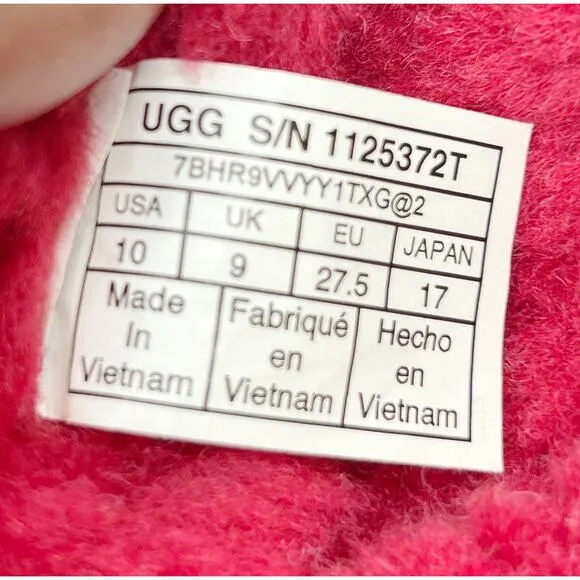 UGG S/N 1125372T
7BHR9VVYY1TXG@2
USA UK EU JAPAN
10 9 27.5 17
Made Fabriqué Hecho
In en en
Vietnam Vietnam Vietnam